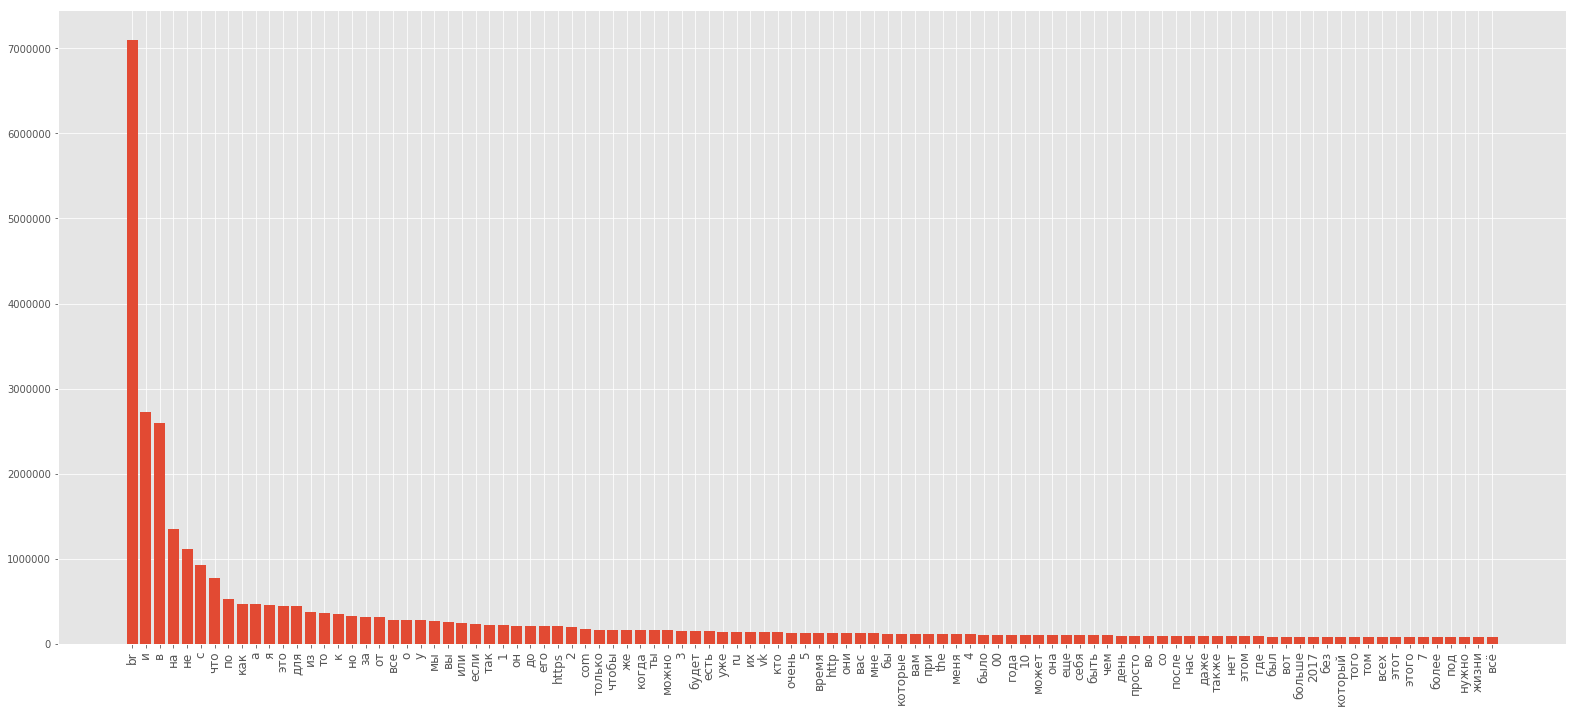 7000000
6000000
5000000
4000000
3000000
2000000
1000000
0
br
и
в
на
не
с
что
по
как
а
я
это
для
из
то
к
но
за
от
все
о
у
мы
вы
или
если
так
1
он
до
его
https
2
com
только
чтобы
же
когда
ты
можно
3
будет
есть
уже
ru
их
vk
кто
очень
5
время
http
они
вас
мне
бы
которые
вам
при
the
меня
4
было
00
года
10
может
она
еще
себя
быть
чем
день
просто
во
со
после
нас
даже
также
нет
этом
где
был
вот
больше
2017
без
который
того
том
всех
этот
этого
7
более
под
нужно
жизни
всё